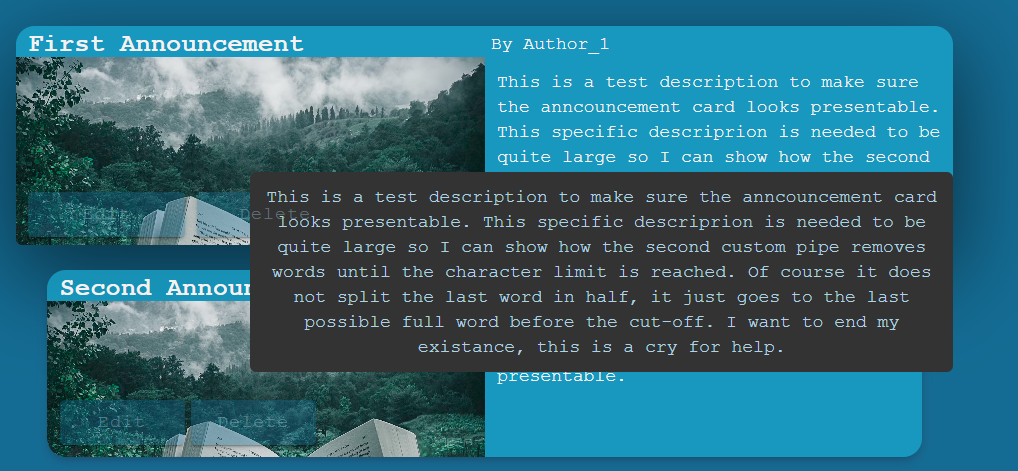 First Announcement
By Author_1
This is a test description to make sure
the anncouncement card looks presentable.
This specific descriprion is needed to be
quite large so I can show how the second
Edit
Delete
This is a test description to make sure the anncouncement card
looks presentable. This specific descriprion is needed to be
quite large so I can show how the second custom pipe removes
words until the character limit is reached. Of course it does
not split the last word in half, it just goes to the last
possible full word before the cut-off. I want to end my
existance, this is a cry for help.
Second Announ
presentable.
Edit
Delete